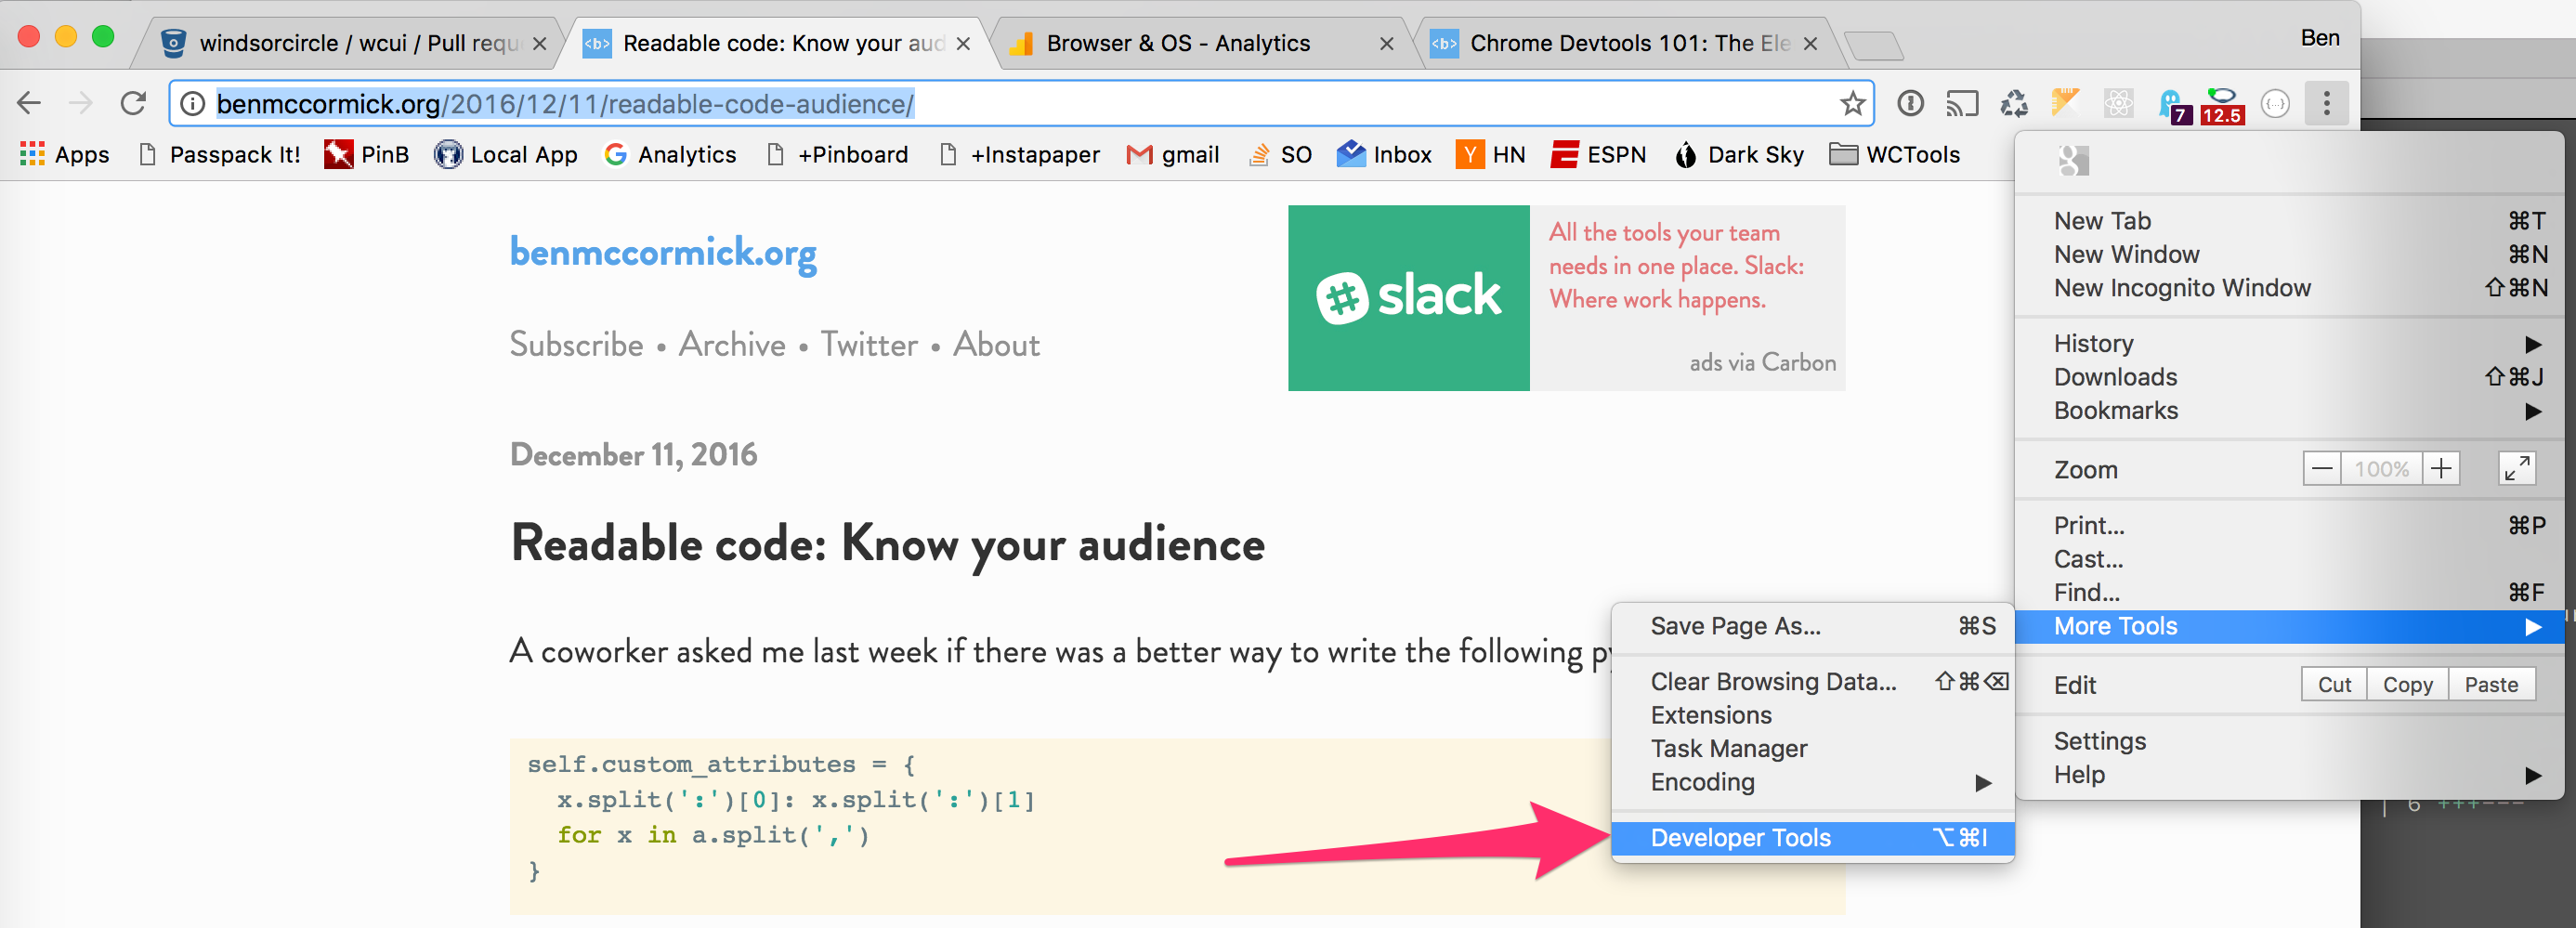 windsorcircle / wcui / Pull requ
Readable code: Know your aud
Browser & OS - Analytics
Chrome Devtools 101: The Ele
Ben
benmccormick.org/2016/12/11/readable-code-audience/
7
12.5
{...}
Apps
Passpack It!
PinB
Local App
Analytics
+Pinboard
+Instapaper
gmail
SO
Inbox
HN
ESPN
Dark Sky
WCTools
benmccormick.org
slack
All the tools your team
needs in one place. Slack:
Where work happens.
ads via Carbon
Subscribe • Archive • Twitter • About
December 11, 2016
Readable code: Know your audience
A coworker asked me last week if there was a better way to write the following py
self.custom_attributes = {
x.split(':')[0]: x.split(':')[1]
for x in a.split(',')
}
New Tab ⌘T
New Window ⌘N
New Incognito Window ⇧⌘N
History ▶
Downloads ⇧⌘J
Bookmarks ▶
Zoom — 100% +
Print... ⌘P
Cast...
Find... ⌘F
More Tools ▶
Edit Cut Copy Paste
Settings
Help ▶
Save Page As... ⌘S
Clear Browsing Data... ⇧⌘⌫
Extensions
Task Manager
Encoding ▶
Developer Tools ⌥⌘I
| 6 +++---